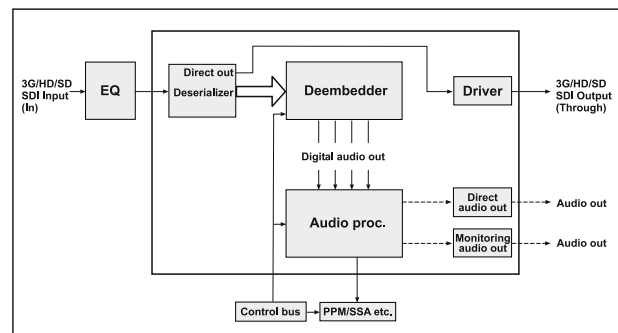 3G/HD/SD
SDI Input
(In)
EQ
Direct out
Deserializer
Deembedder
Driver
3G/HD/SD
SDI Output
(Through)
Digital audio out
Audio proc.
Direct
audio out
Audio out
Monitoring
audio out
Audio out
Control bus
PPM/SSA etc.